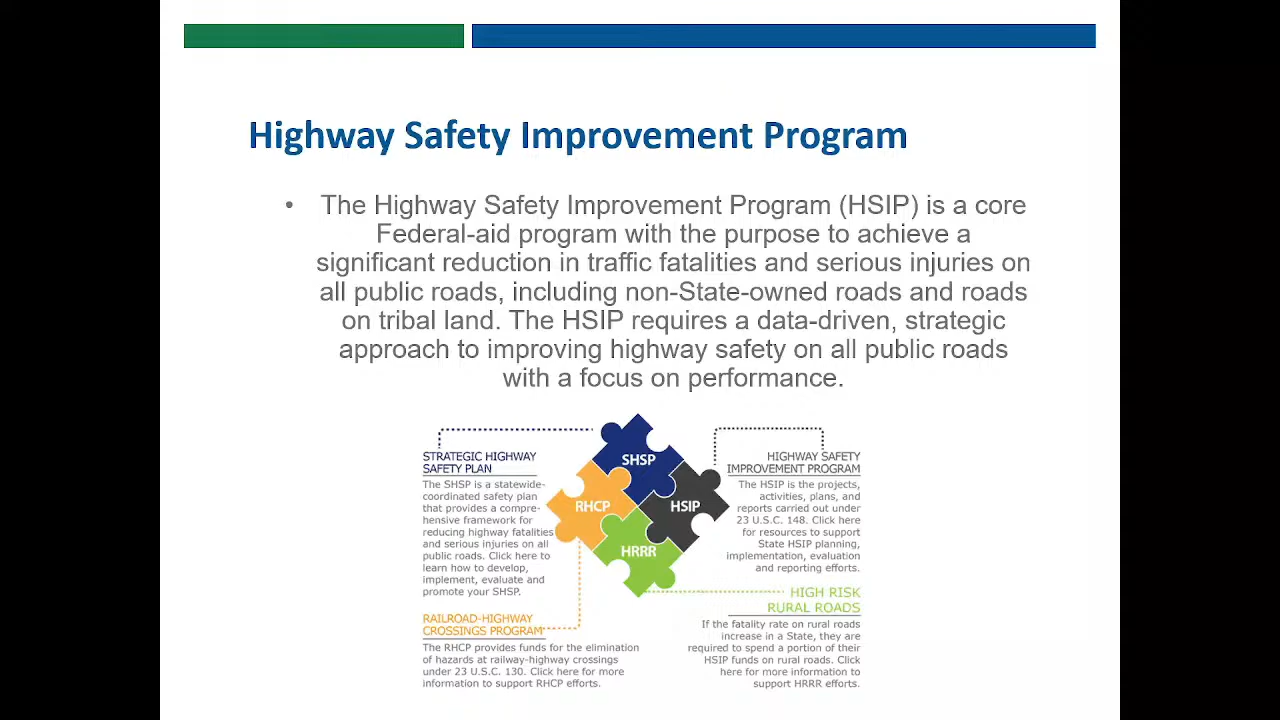 Highway Safety Improvement Program
• The Highway Safety Improvement Program (HSIP) is a core
Federal-aid program with the purpose to achieve a
significant reduction in traffic fatalities and serious injuries on
all public roads, including non-State-owned roads and roads
on tribal land. The HSIP requires a data-driven, strategic
approach to improving highway safety on all public roads
with a focus on performance.
SHSP
RHCP
HSIP
HRRR
STRATEGIC HIGHWAY
SAFETY PLAN
The SHSP is a statewide-
coordinated safety plan
that provides a compre-
hensive framework for
reducing highway fatalities
and serious injuries on all
public roads. Click here to
learn how to develop,
implement, evaluate and
promote your SHSP.
HIGHWAY SAFETY
IMPROVEMENT PROGRAM
The HSIP is the projects,
activities, plans, and
reports carried out under
23 U.S.C. 148. Click here
for resources to support
State HSIP planning,
implementation, evaluation
and reporting efforts.
RAILROAD-HIGHWAY
CROSSINGS PROGRAM
The RHCP provides funds for the elimination
of hazards at railway-highway crossings
under 23 U.S.C. 130. Click here for more
information to support RHCP efforts.
HIGH RISK
RURAL ROADS
If the fatality rate on rural roads
increase in a State, they are
required to spend a portion of their
HSIP funds on rural roads. Click
here for more information to
support HRRR efforts.